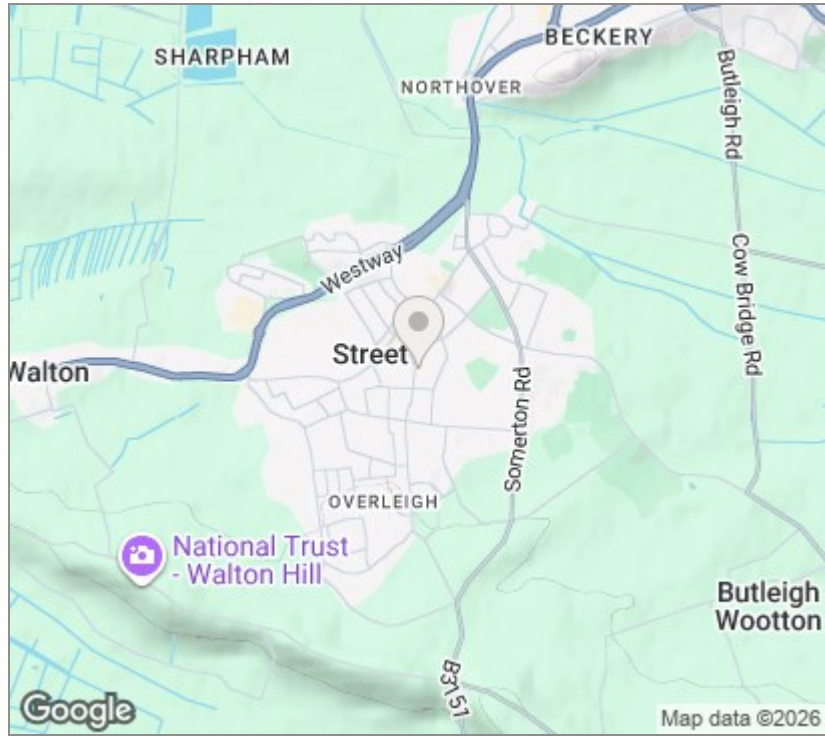 SHARPHAM
BECKERY
NORTHOVER
Butleigh Rd
Westway
Cow Bridge Rd
Street
Walton
Somerton Rd
OVERLEIGH
National Trust
- Walton Hill
Butleigh
Wootton
B3151
Google
Map data ©2026